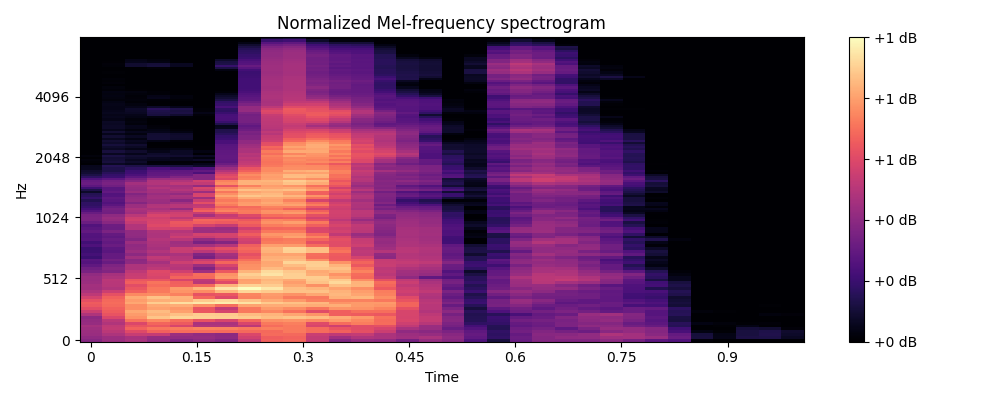 Normalized Mel-frequency spectrogram
+1 dB
4096
+1 dB
2048
+1 dB
Hz
1024
+0 dB
512
+0 dB
0
+0 dB
0 0.15 0.3 0.45 0.6 0.75 0.9
Time